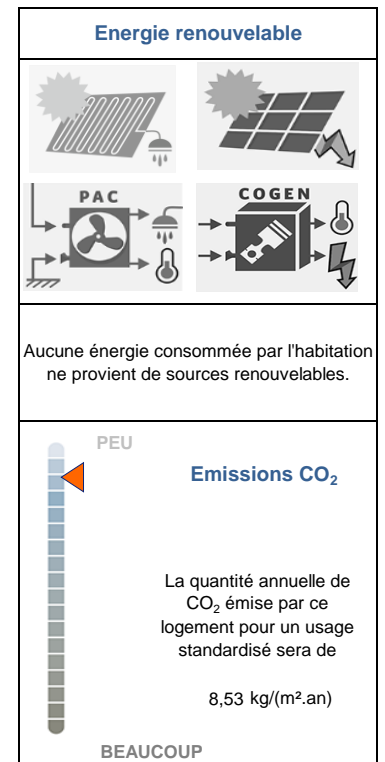 Energie renouvelable
PAC
COGEN
Aucune énergie consommée par l'habitation
ne provient de sources renouvelables.
PEU
Emissions CO₂
La quantité annuelle de
CO₂ émise par ce
logement pour un usage
standardisé sera de
8,53 kg/(m².an)
BEAUCOUP